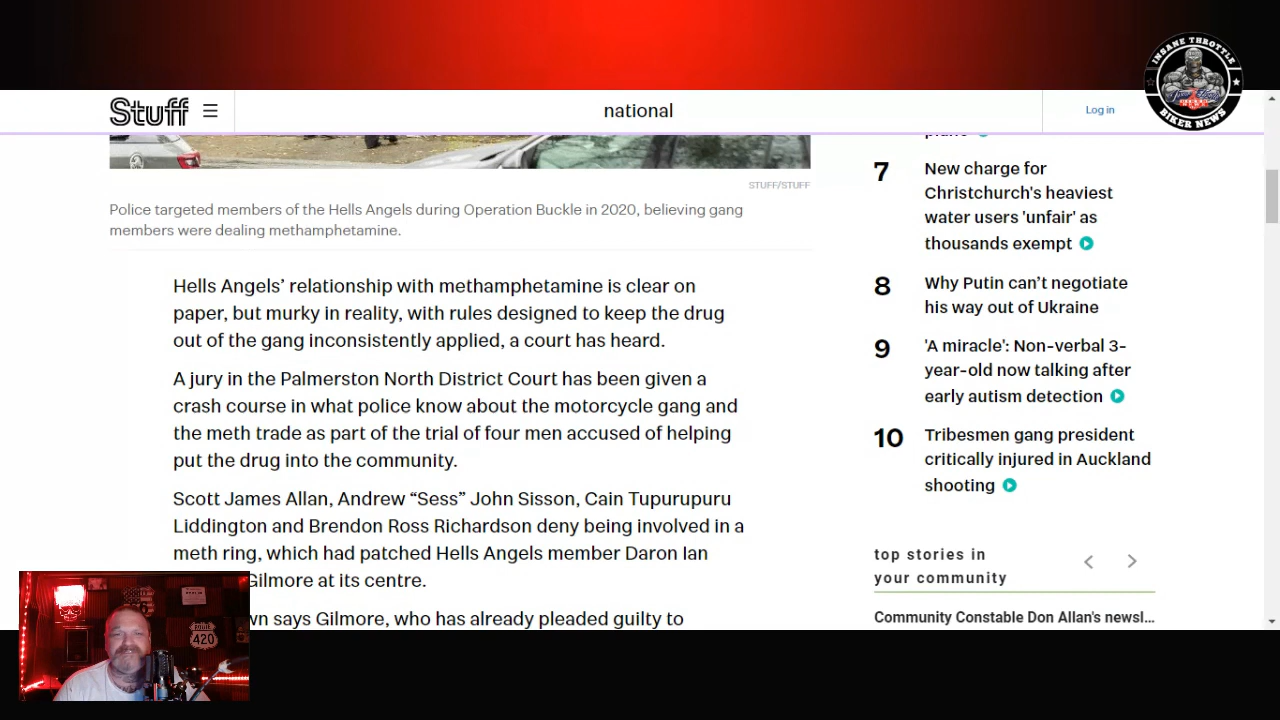 INSANE THROTTLE
BIKER NEWS
Stuff
national
Log in
STUFF/STUFF
Police targeted members of the Hells Angels during Operation Buckle in 2020, believing gang
members were dealing methamphetamine.
Hells Angels’ relationship with methamphetamine is clear on
paper, but murky in reality, with rules designed to keep the drug
out of the gang inconsistently applied, a court has heard.
A jury in the Palmerston North District Court has been given a
crash course in what police know about the motorcycle gang and
the meth trade as part of the trial of four men accused of helping
put the drug into the community.
Scott James Allan, Andrew “Sess” John Sisson, Cain Tupurupuru
Liddington and Brendon Ross Richardson deny being involved in a
meth ring, which had patched Hells Angels member Daron Ian
Gilmore at its centre.
wn says Gilmore, who has already pleaded guilty to
7
New charge for
Christchurch's heaviest
water users 'unfair' as
thousands exempt
8
Why Putin can’t negotiate
his way out of Ukraine
9
'A miracle': Non-verbal 3-
year-old now talking after
early autism detection
10
Tribesmen gang president
critically injured in Auckland
shooting
top stories in
your community
Community Constable Don Allan's newsl...
420